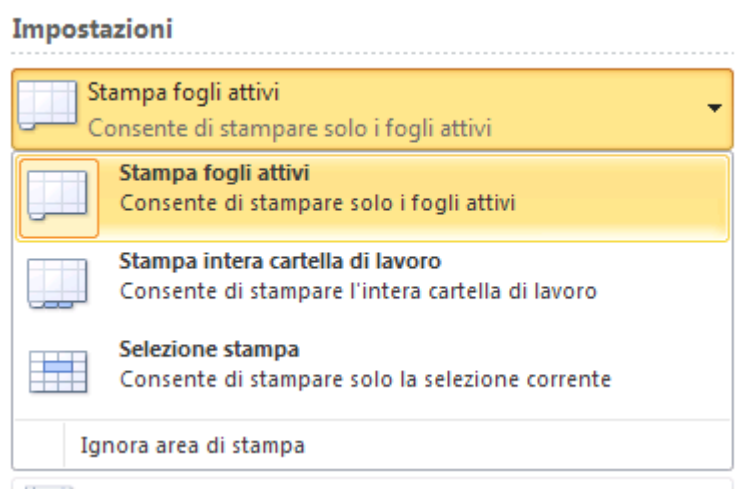 Impostazioni
Stampa fogli attivi
Consente di stampare solo i fogli attivi
Stampa fogli attivi
Consente di stampare solo i fogli attivi
Stampa intera cartella di lavoro
Consente di stampare l'intera cartella di lavoro
Selezione stampa
Consente di stampare solo la selezione corrente
Ignora area di stampa